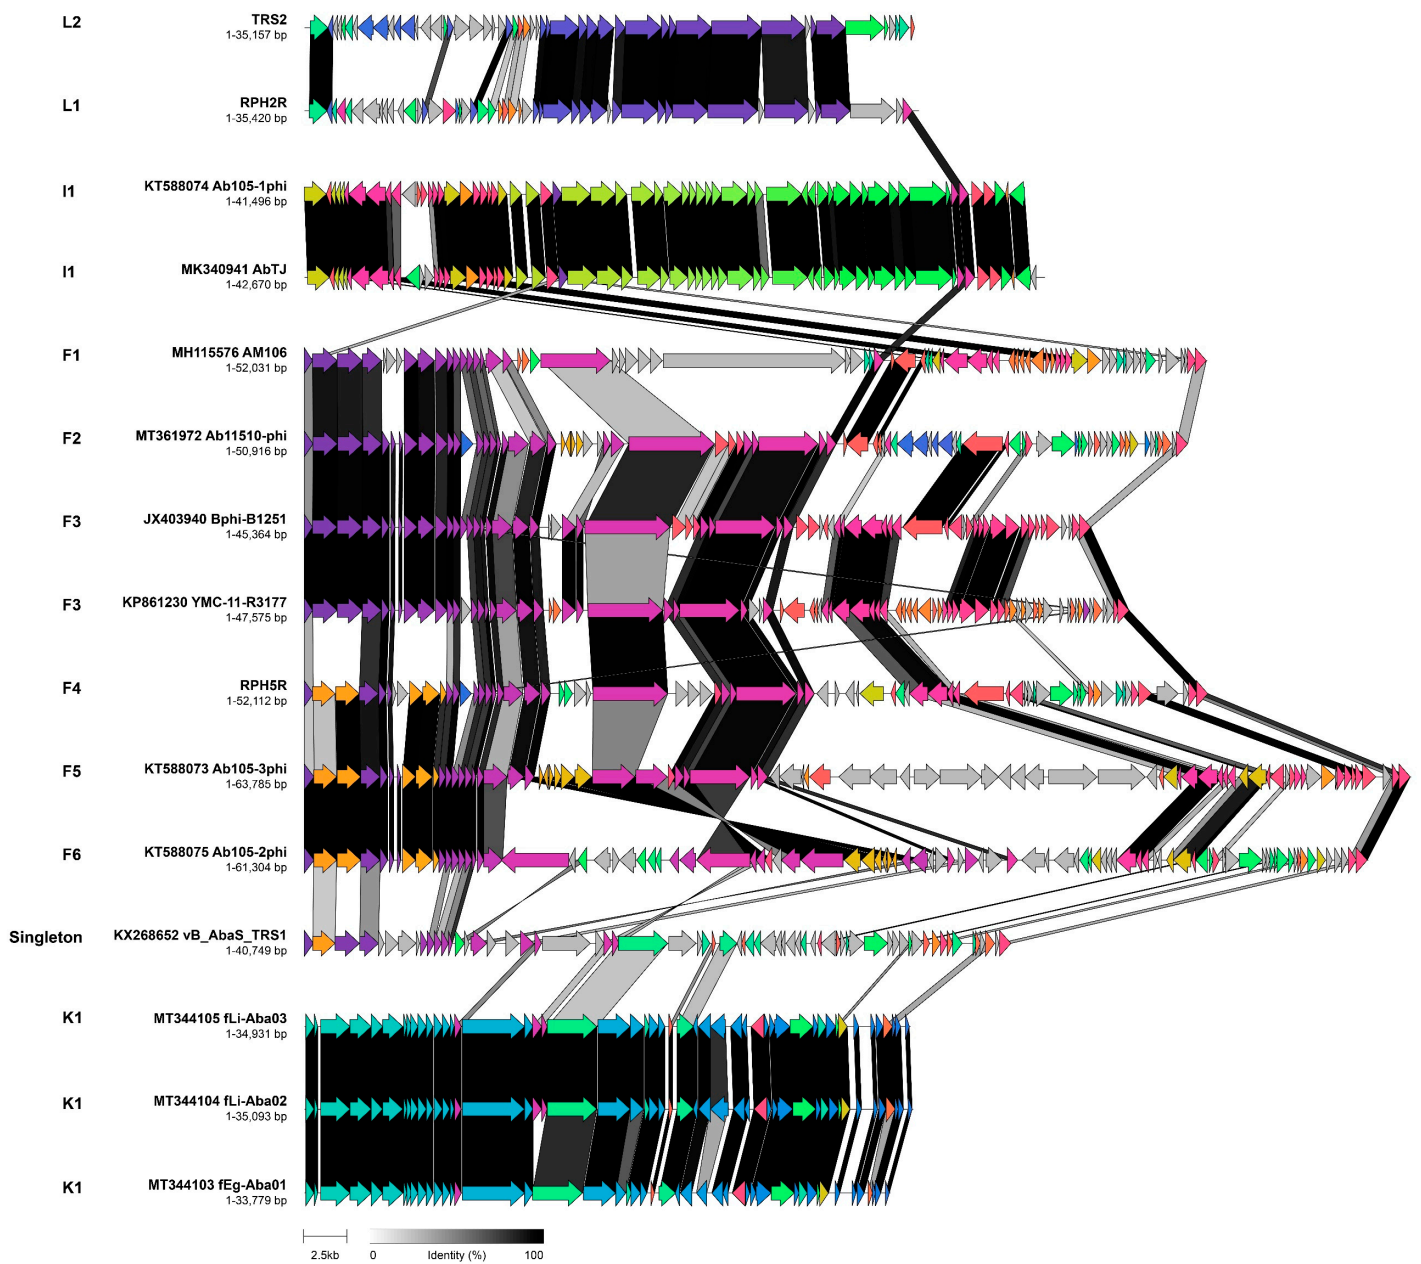 L2 TRS2
1-35,157 bp
L1 RPH2R
1-35,420 bp
I1 KT588074 Ab105-1phi
1-41,496 bp
I1 MK340941 AbTJ
1-42,670 bp
F1 MH115576 AM106
1-52,031 bp
F2 MT361972 Ab11510-phi
1-50,916 bp
F3 JX403940 Bphi-B1251
1-45,364 bp
F3 KP861230 YMC-11-R3177
1-47,575 bp
F4 RPH5R
1-52,112 bp
F5 KT588073 Ab105-3phi
1-63,785 bp
F6 KT588075 Ab105-2phi
1-61,304 bp
Singleton KX268652 vB_AbaS_TRS1
1-40,749 bp
K1 MT344105 fLi-Aba03
1-34,931 bp
K1 MT344104 fLi-Aba02
1-35,093 bp
K1 MT344103 fEg-Aba01
1-33,779 bp
2.5kb 0 Identity (%) 100